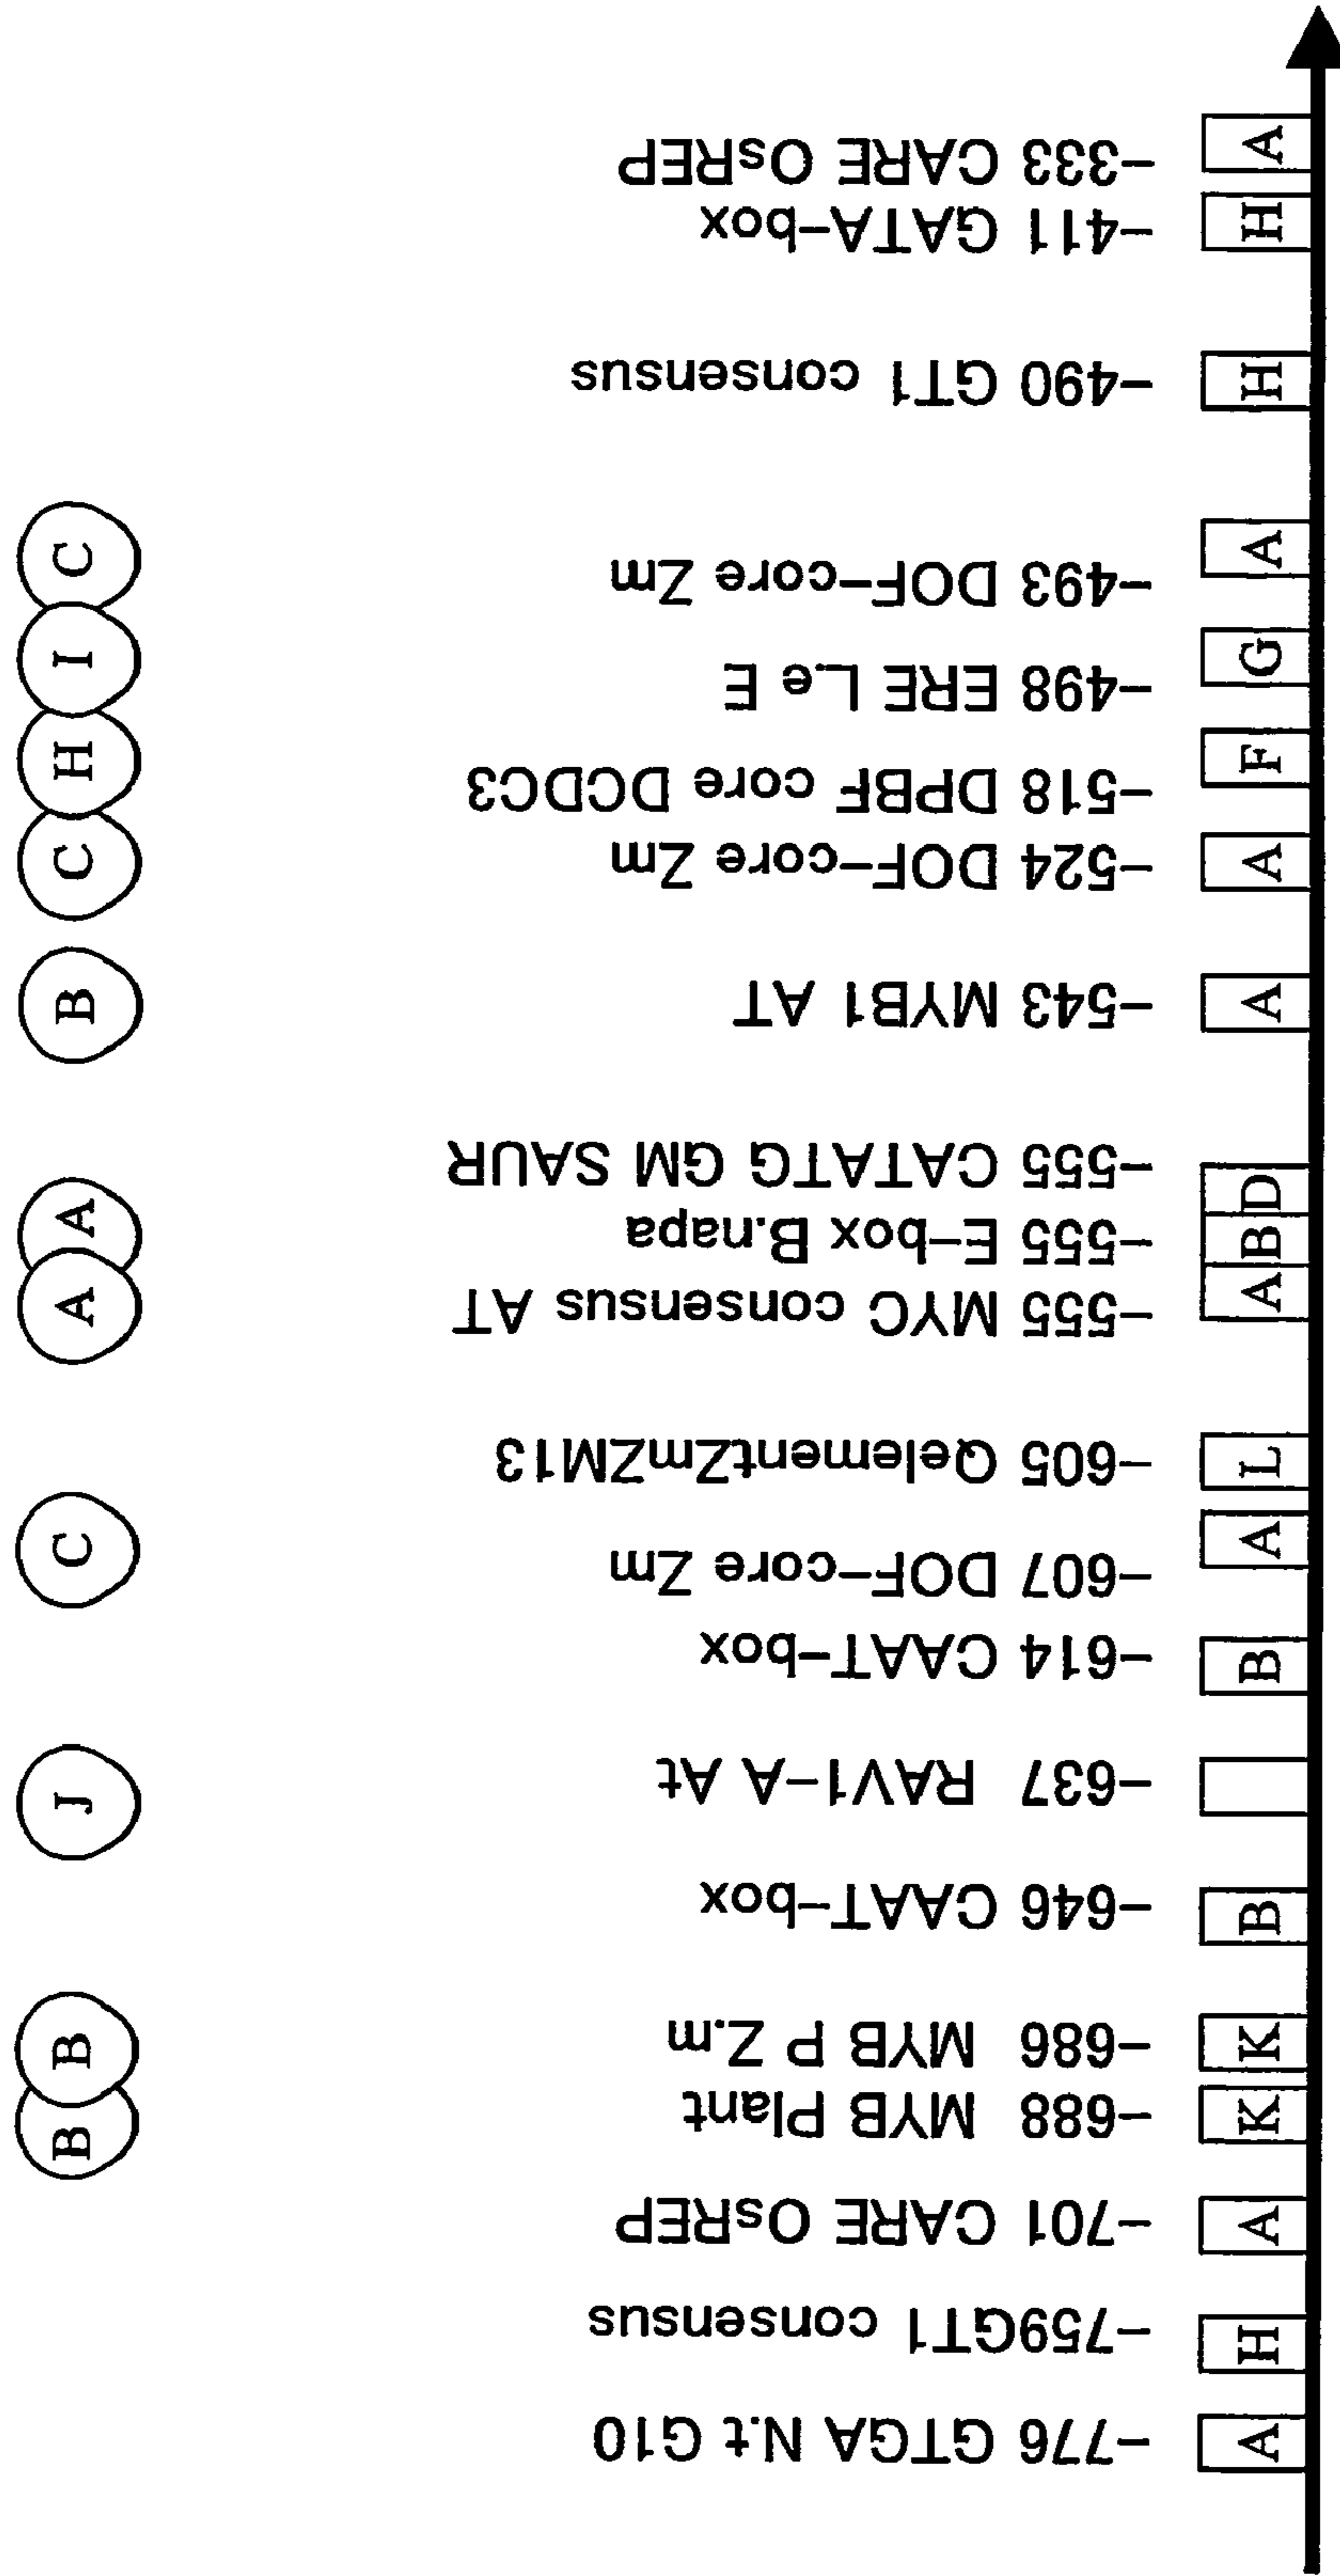 -333 CARE OsREP
-411 GATA-box
-490 GT1 consensus
-493 DOF-core Zm
-498 ERE L.e E
-518 DPBF core DCDC3
-524 DOF-core Zm
-543 MYB1 AT
-555 CATATG GM SAUR
-555 E-box B.napa
-555 MYC consensus AT
-605 QelementZmZM13
-607 DOF-core Zm
-614 CAAT-box
-637 RAV1-A At
-646 CAAT-box
-686 MYB P Z.m
-688 MYB Plant
-701 CARE OsREP
-759GT1 consensus
-776 GTGA N.t G10
A
H
H
A
G
F
A
A
D
B
A
L
A
B
B
K
K
A
H
A
C
I
H
C
B
A
A
C
J
B
B